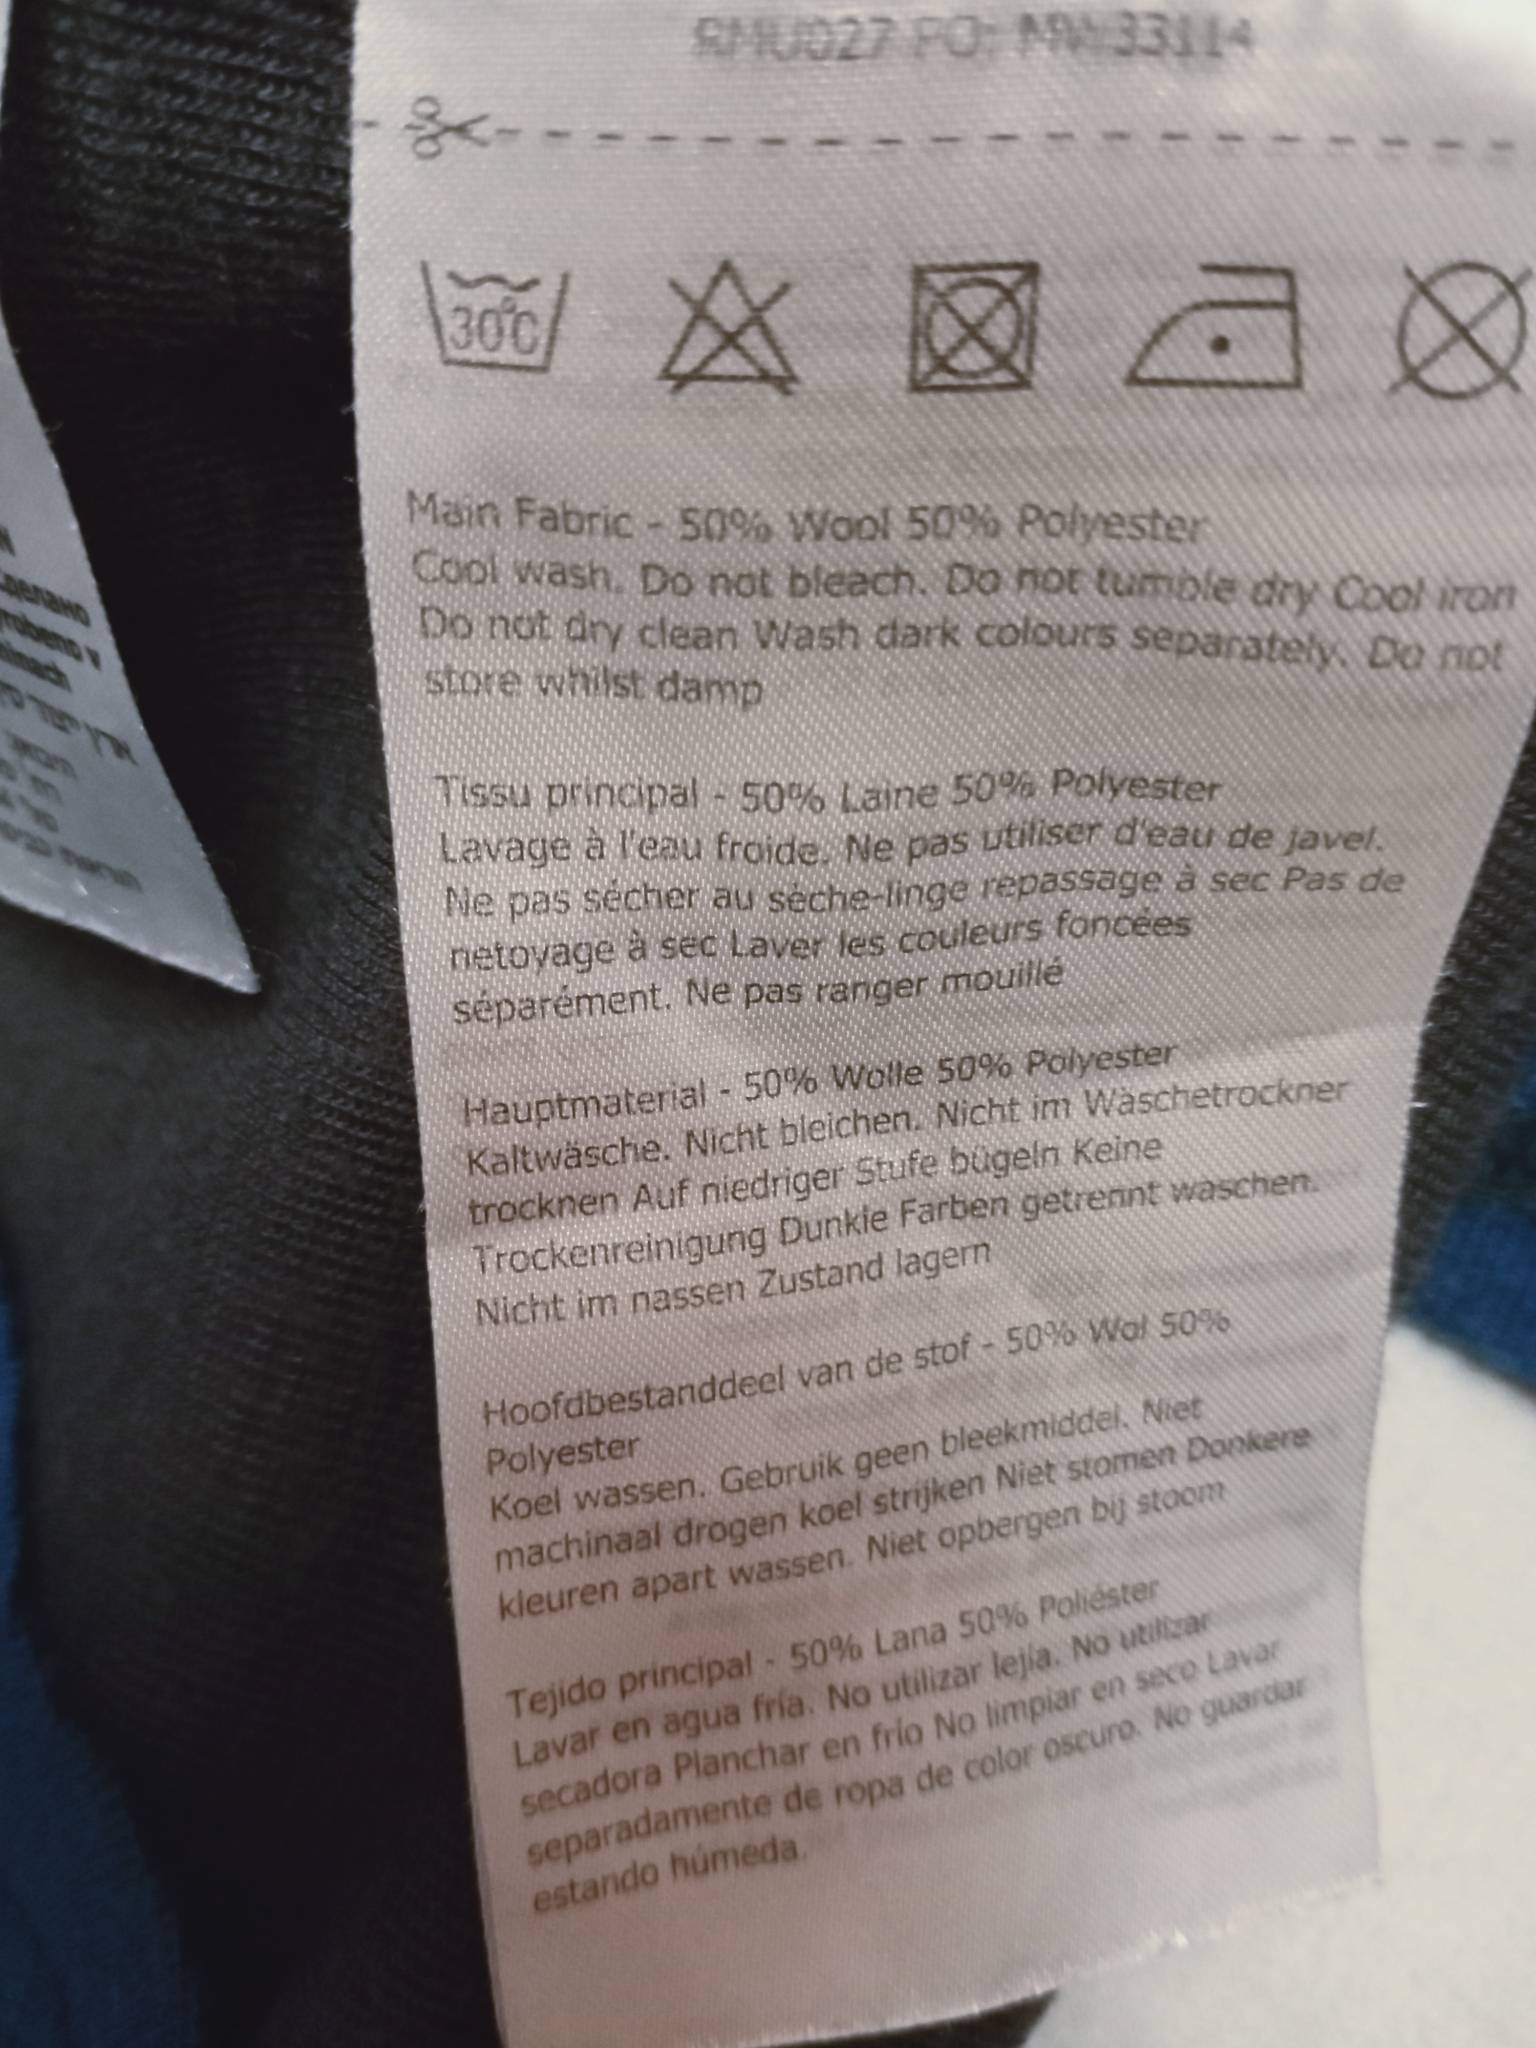 RMU027 PO: MW33114
30°C
Main Fabric - 50% Wool 50% Polyester
Cool wash. Do not bleach. Do not tumble dry Cool iron
Do not dry clean Wash dark colours separately. Do not
store whilst damp
Tissu principal - 50% Laine 50% Polyester
Lavage à l'eau froide. Ne pas utiliser d'eau de javel.
Ne pas sécher au sèche-linge repassage à sec Pas de
netoyage à sec Laver les couleurs foncées
séparément. Ne pas ranger mouillé
Hauptmaterial - 50% Wolle 50% Polyester
Kaltwäsche. Nicht bleichen. Nicht im Waschetrockner
trocknen Auf niedriger Stufe bügeln Keine
Trockenreinigung Dunkle Farben getrennt waschen.
Nicht im nassen Zustand lagern
Hoofdbestanddeel van de stof - 50% Wol 50%
Polyester
Koel wassen. Gebruik geen bleekmiddel. Niet
machinaal drogen koel strijken Niet stomen Donkere
kleuren apart wassen. Niet opbergen bij stoom
Tejido principal - 50% Lana 50% Poliéster
Lavar en agua fría. No utilizar lejía. No utilizar
secadora Planchar en frío No limpiar en seco Lavar
separadamente de ropa de color oscuro. No guardar
estando húmeda.